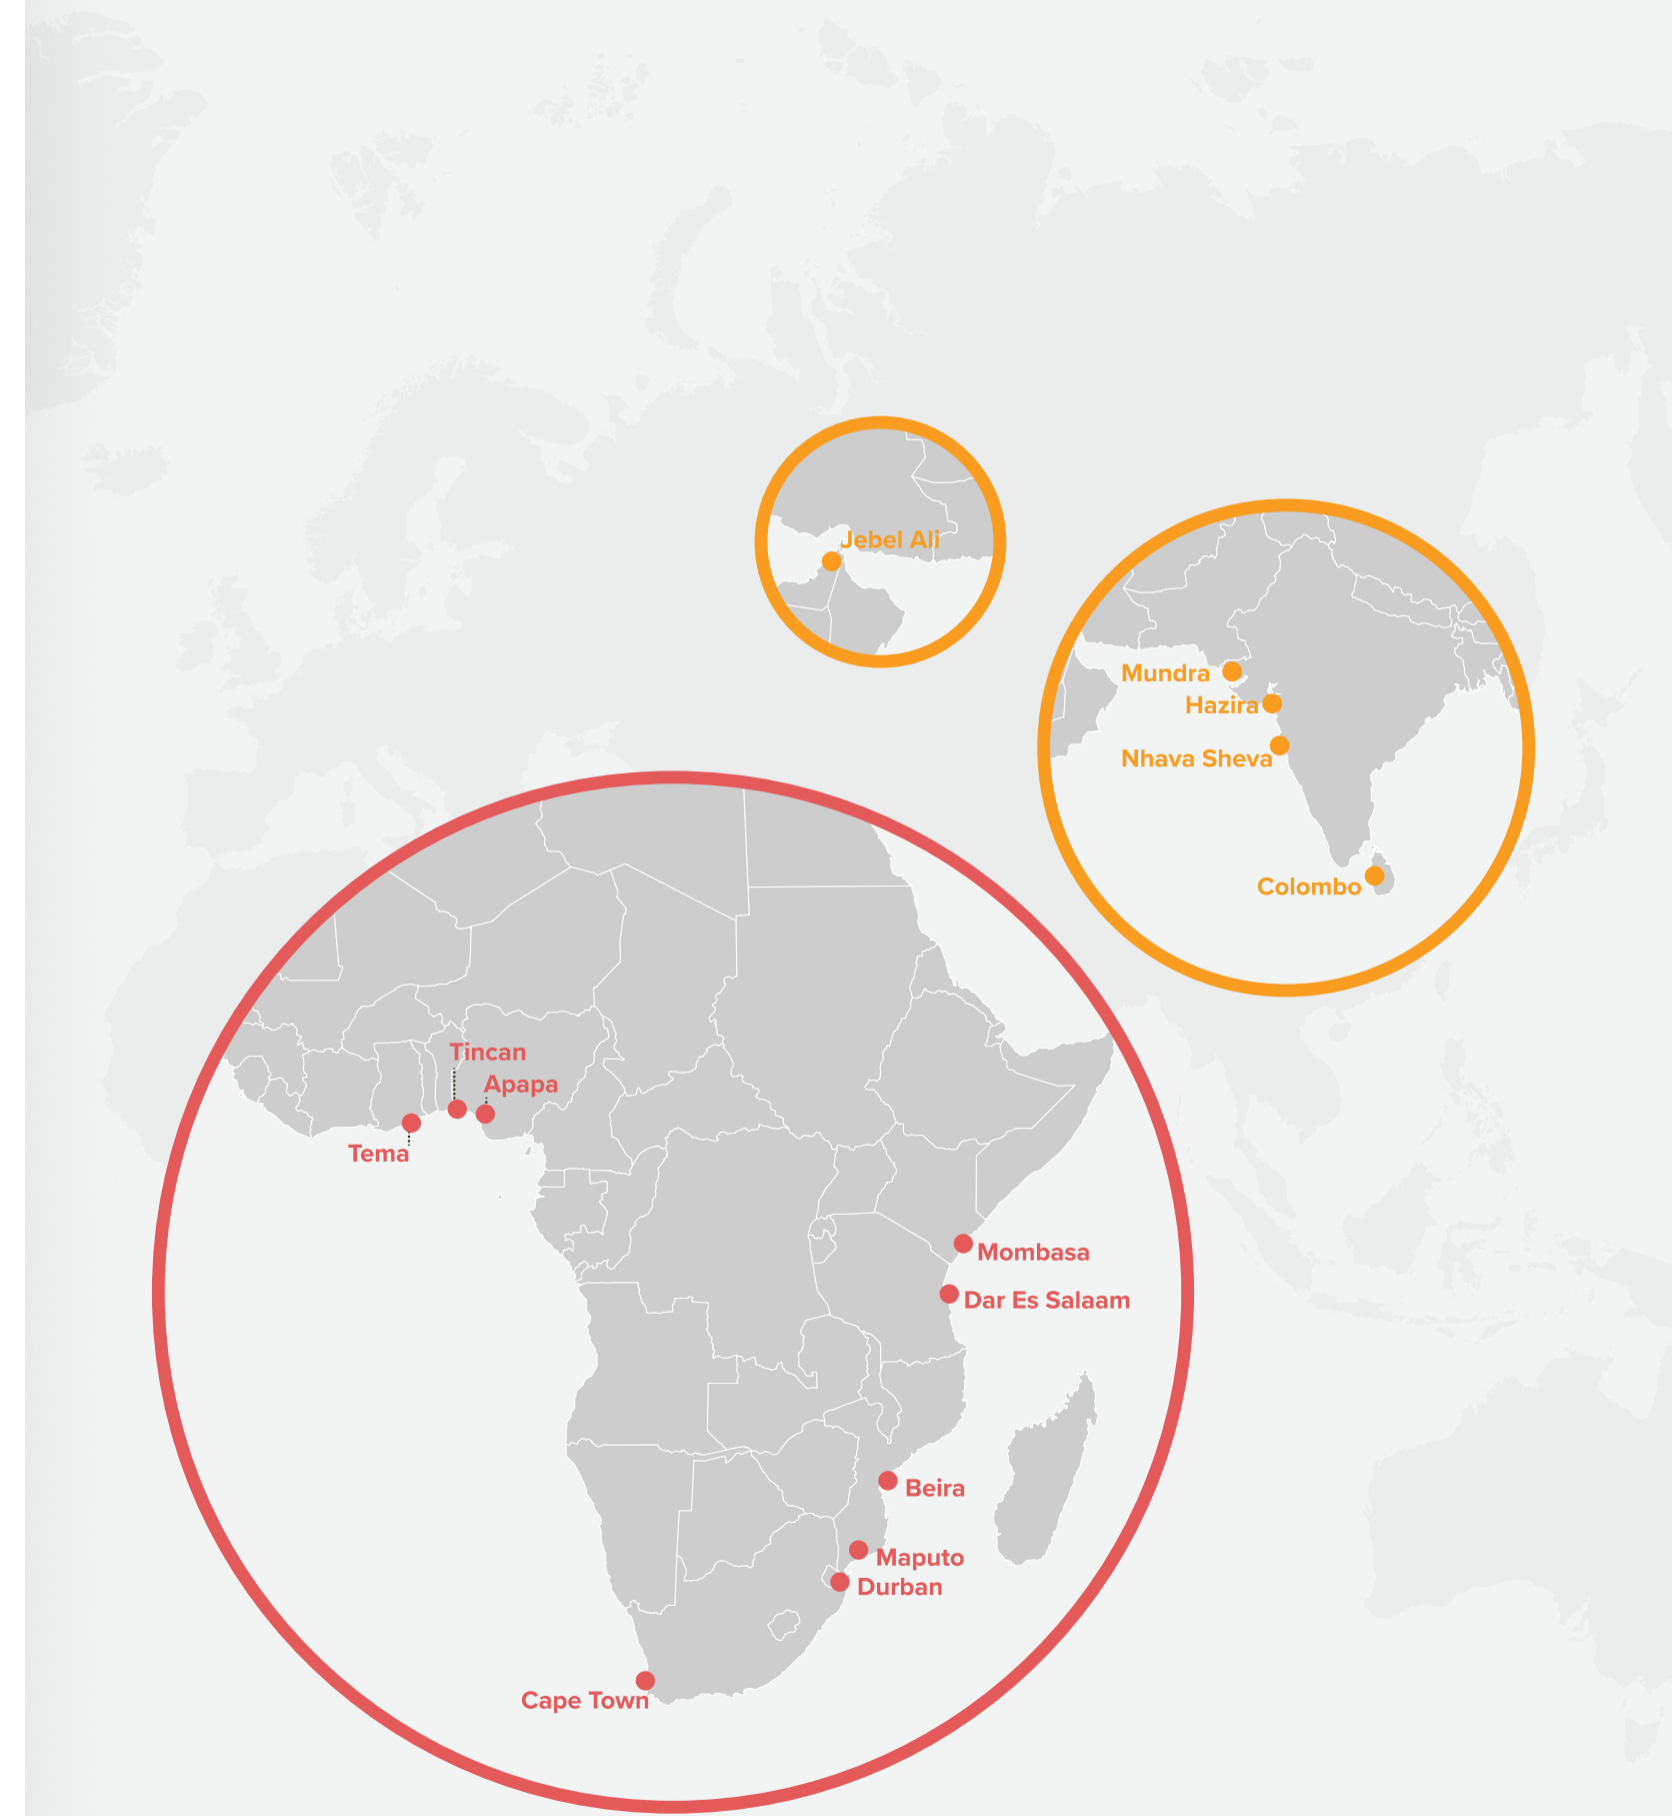 Jebel Ali
Mundra
Hazira
Nhava Sheva
Colombo
Tincan
Apapa
Tema
Mombasa
Dar Es Salaam
Beira
Maputo
Durban
Cape Town